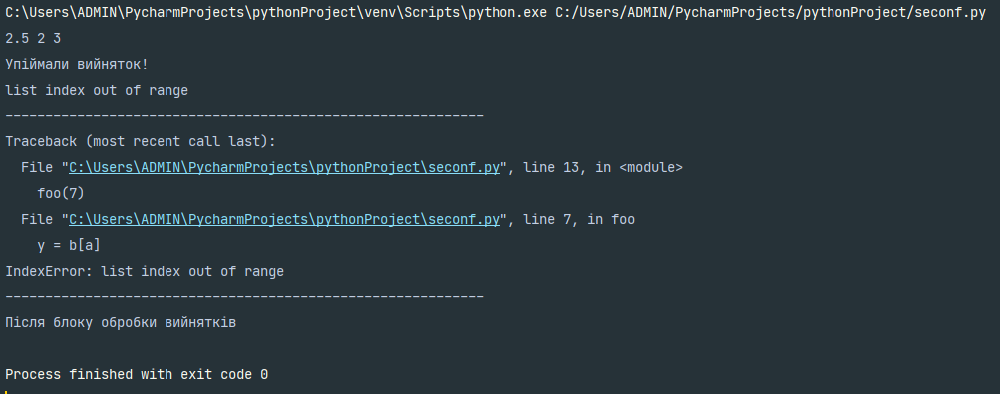 C:\Users\ADMIN\PycharmProjects\pythonProject\venv\Scripts\python.exe C:/Users/ADMIN/PycharmProjects/pythonProject/seconf.py
2.5 2 3
Упіймали вийняток!
list index out of range
------------------------------------------------------------
Traceback (most recent call last):
  File "C:\Users\ADMIN\PycharmProjects\pythonProject\seconf.py", line 13, in <module>
    foo(7)
  File "C:\Users\ADMIN\PycharmProjects\pythonProject\seconf.py", line 7, in foo
    y = b[a]
IndexError: list index out of range
------------------------------------------------------------
Після блоку обробки вийнятків
Process finished with exit code 0